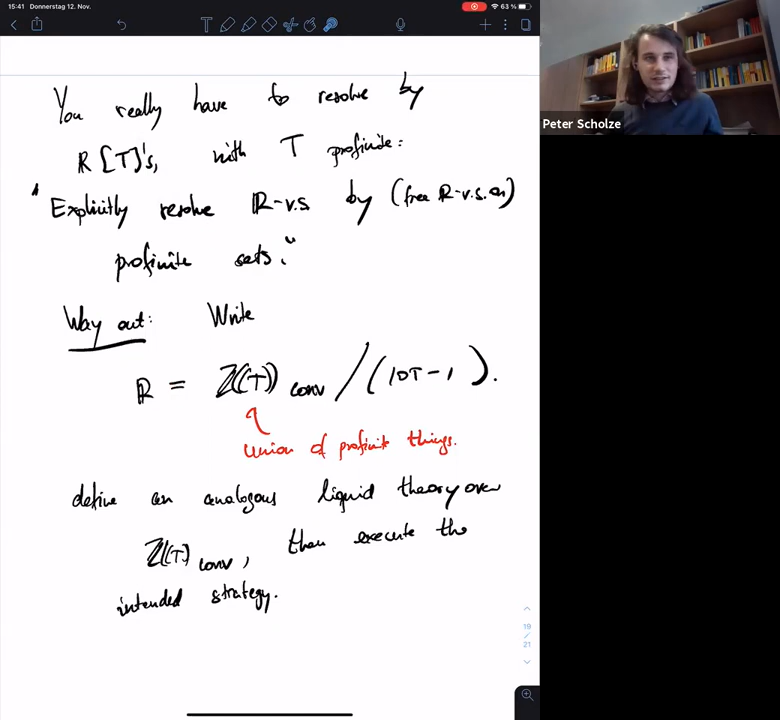 15:41 Donnerstag 12. Nov.
63 %
You really have to resolve by
R[T]'s, with T profinite:
"Explicitly resolve R-v.s by (free R-v.s. on)
profinite sets."
Way out: Write
R = Z((T))conv / (10T-1).
union of profinite things.
define an analogous liquid theory over
Z((T))conv, then execute the
intended strategy.
19
/
21
Peter Scholze